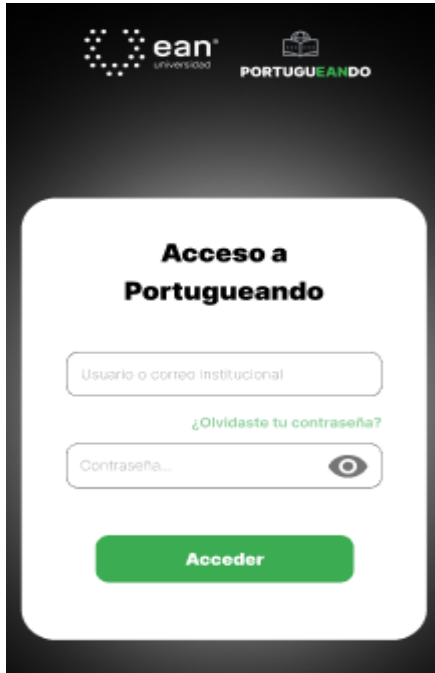 ean
universidad
PORTUGUEANDO
Acceso a
Portugueando
Usuario o correo institucional
¿Olvidaste tu contraseña?
Contraseña...
Acceder